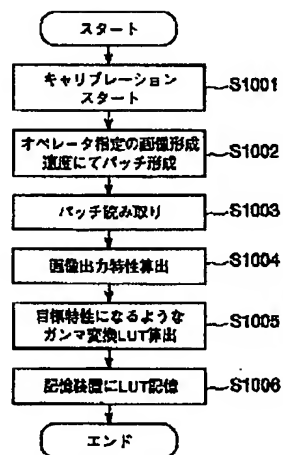 スタート
キャリブレーション
スタート
S1001
オペレータ指定の画像形成
速度にてパッチ形成
S1002
パッチ読み取り
S1003
画像出力特性算出
S1004
目標特性になるような
ガンマ変換LUT算出
S1005
記憶装置にLUT記憶
S1006
エンド